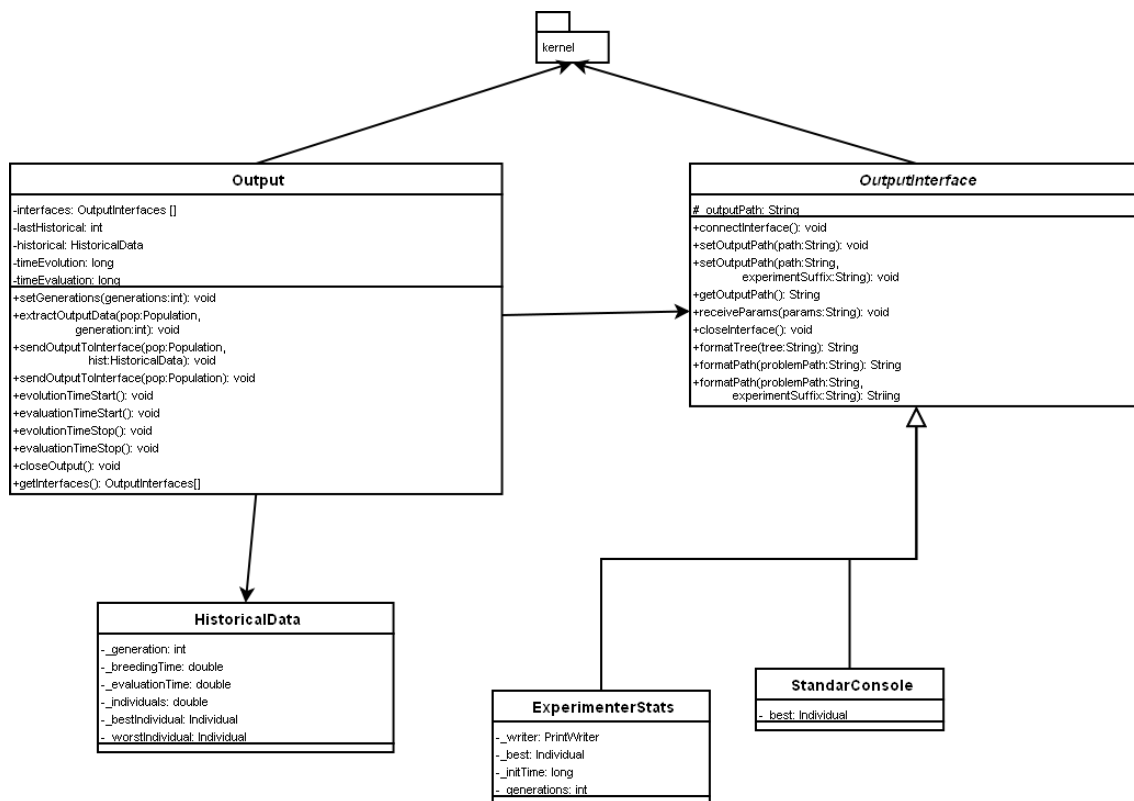 kernel
Output
-interfaces: OutputInterfaces []
-lastHistorical: int
-historical: HistoricalData
-timeEvolution: long
-timeEvaluation: long
+setGenerations(generations:int): void
+extractOutputData(pop:Population,
generation:int): void
+sendOutputToInterface(pop:Population,
hist:HistoricalData): void
+sendOutputToInterface(pop:Population): void
+evolutionTimeStart(): void
+evaluationTimeStart(): void
+evolutionTimeStop(): void
+evaluationTimeStop(): void
+closeOutput(): void
+getInterfaces(): OutputInterfaces[]
OutputInterface
#_outputPath: String
+connectInterface(): void
+setOutputPath(path:String): void
+setOutputPath(path:String,
experimentSuffix:String): void
+getOutputPath(): String
+receiveParams(params:String): void
+closeInterface(): void
+formatTree(tree:String): String
+formatPath(problemPath:String): String
+formatPath(problemPath:String,
experimentSuffix:String): Striing
HistoricalData
-_generation: int
-_breedingTime: double
-_evaluationTime: double
-_individuals: double
-_bestIndividual: Individual
-_worstIndividual: Individual
ExperimenterStats
-_writer: PrintWriter
-_best: Individual
-_initTime: long
-_generations: int
StandarConsole
-_best: Individual